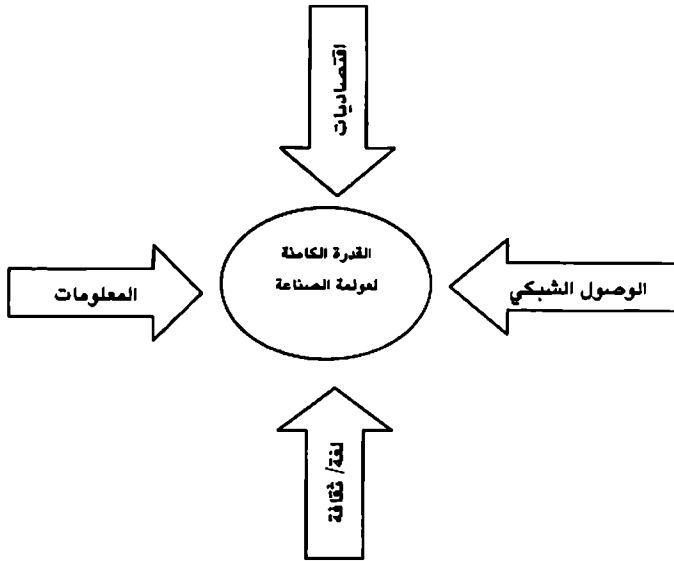 اقتصاديات
القدرة الكامنة
لعولمة الصناعة
الوصول الشبكي
المعلومات
لغة/ ثقافة